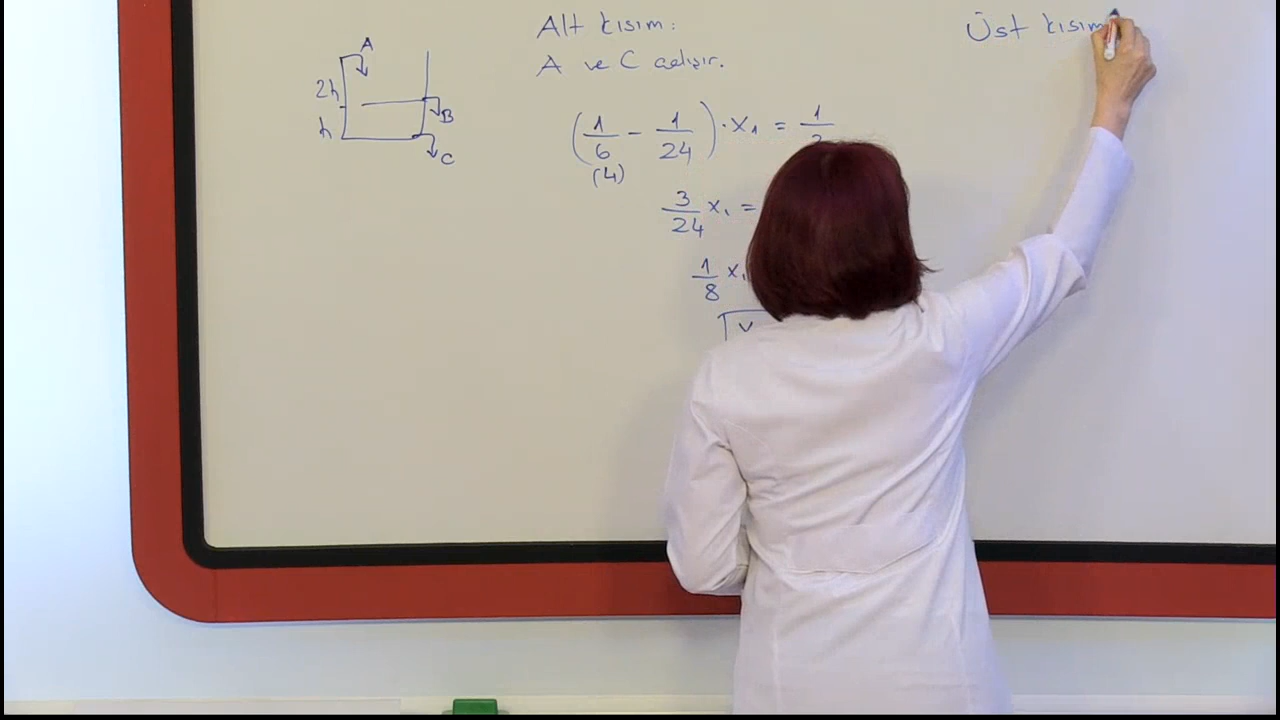 A
2h
h
B
C
Alt kısım:
A ve C çalışır.
(1/6 - 1/24) · x₁ = 1/
(4)
3/24 x₁ =
1/8 x₁
Üst kısım